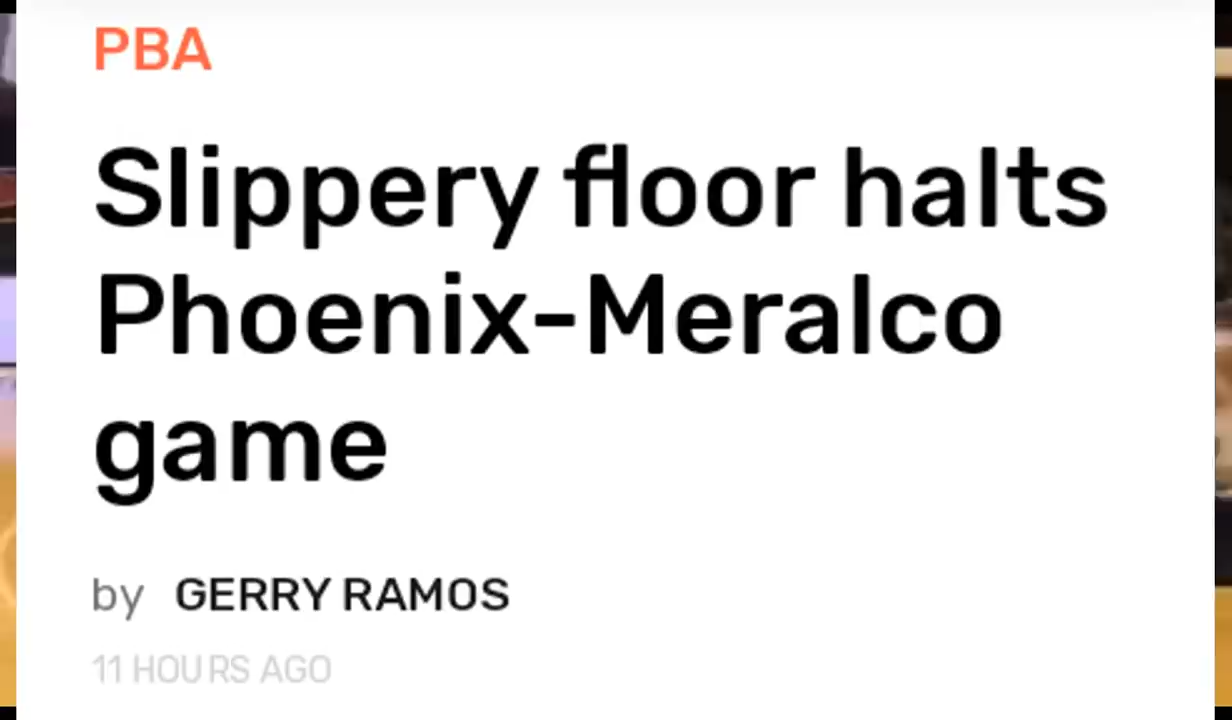 PBA
Slippery floor halts
Phoenix-Meralco
game
by GERRY RAMOS
11 HOURS AGO